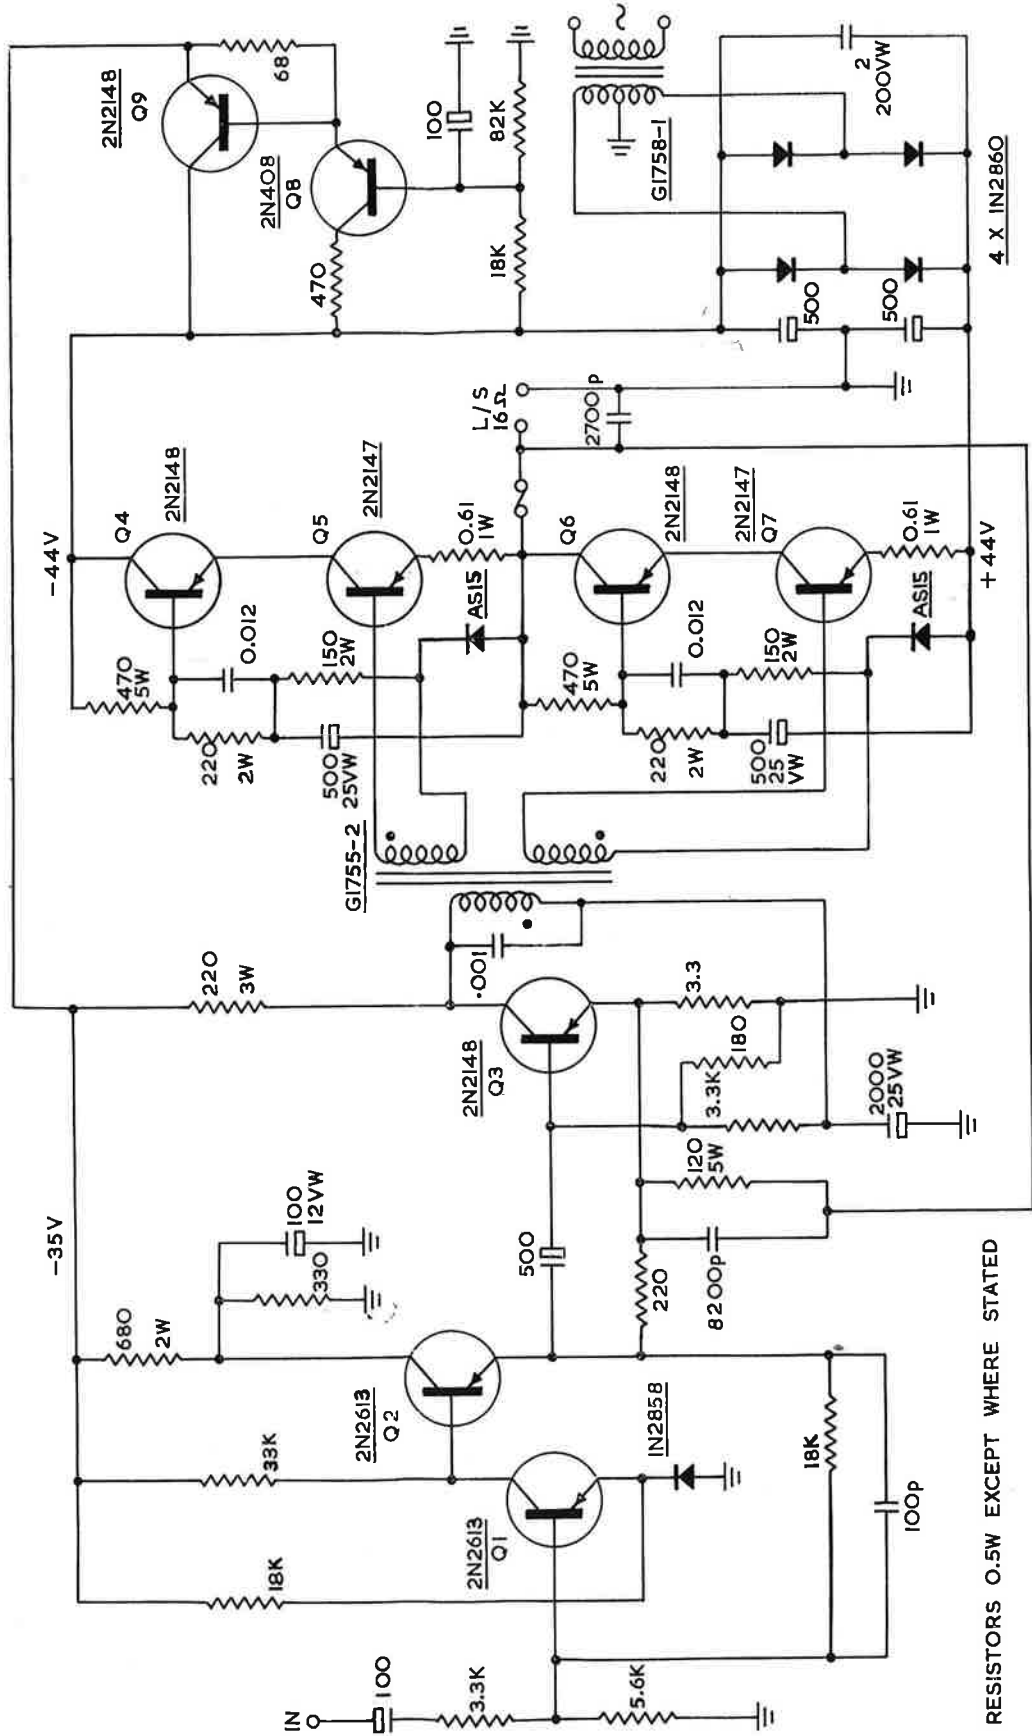 IN
100
3.3K
5.6K
18K
33K
2N2613
Q1
1N2858
18K
100p
-35V
680
2W
2N2613
Q2
330
100
12VW
500
220
8200p
120
5W
3.3K
180
3.3
2000
25VW
2N2148
Q3
220
3W
.001
G1755-2
220
2W
500
25VW
470
5W
0.012
150
2W
AS15
-44V
Q4
2N2148
Q5
2N2147
0.61
1W
220
2W
500
25
VW
470
5W
0.012
150
2W
AS15
Q6
2N2148
2N2147
Q7
0.61
1W
+44V
L/S
16Ω
2700p
500
500
4 X 1N2860
2
200VW
G1758-1
~
18K
82K
100
470
2N408
Q8
68
2N2148
Q9
RESISTORS 0.5W EXCEPT WHERE STATED